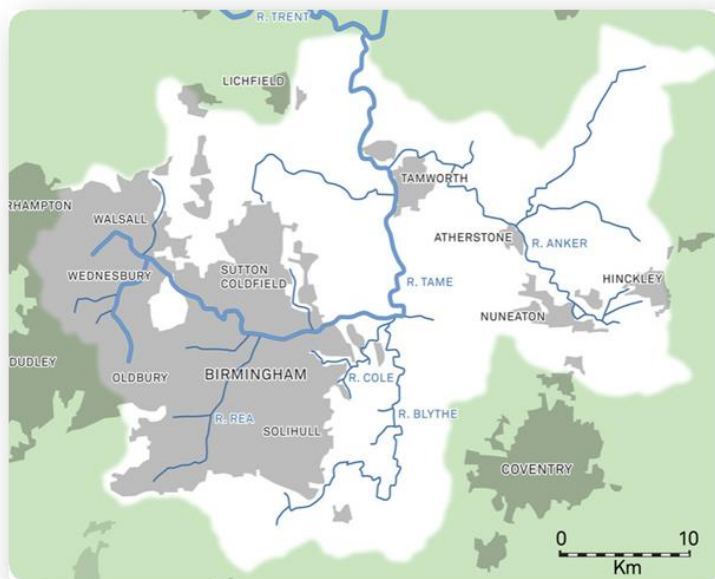 R. TRENT
LICHFIELD
TAMWORTH
RHAMPTON
WALSALL
ATHERSTONE
R. ANKER
WEDNESBURY
SUTTON
COLDFIELD
R. TAME
HINCKLEY
NUNEATON
DUDLEY
OLDBURY
BIRMINGHAM
R. COLE
R. REA
R. BLYTHE
SOLIHULL
COVENTRY
0 10
Km